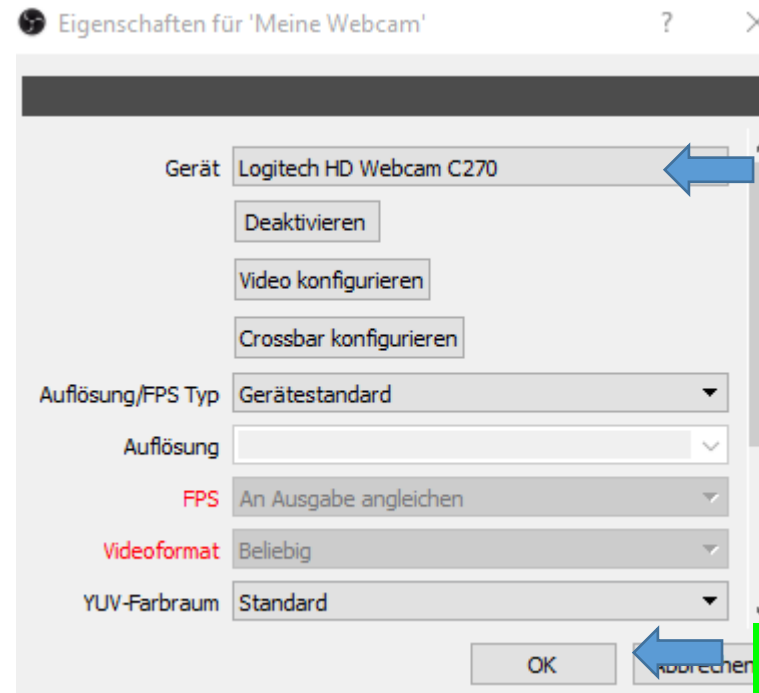 Eigenschaften für 'Meine Webcam' ?
Gerät Logitech HD Webcam C270
Deaktivieren
Video konfigurieren
Crossbar konfigurieren
Auflösung/FPS Typ Gerätestandard
Auflösung
FPS An Ausgabe angleichen
Videoformat Beliebig
YUV-Farbraum Standard
OK Abbrechen